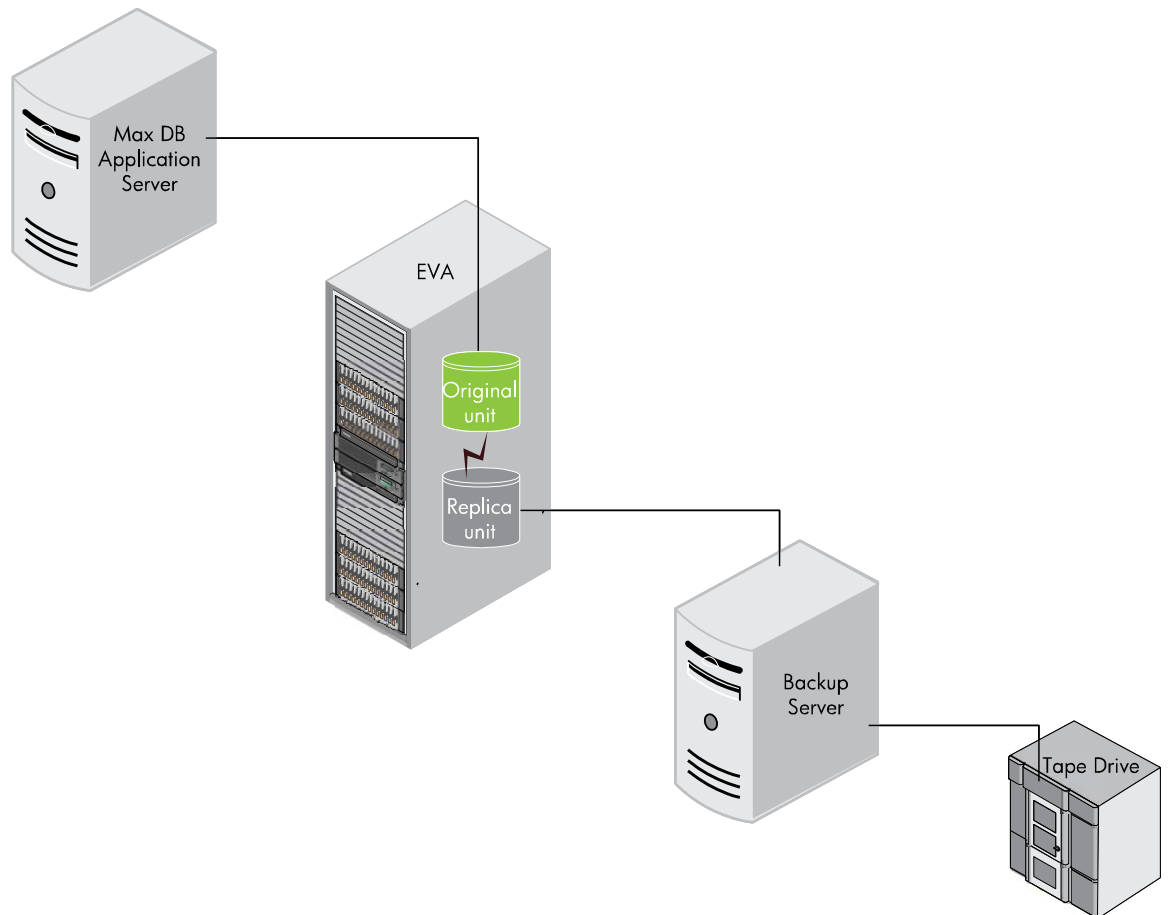 Max DB
Application
Server
EVA
Original
unit
Replica
unit
Backup
Server
Tape Drive